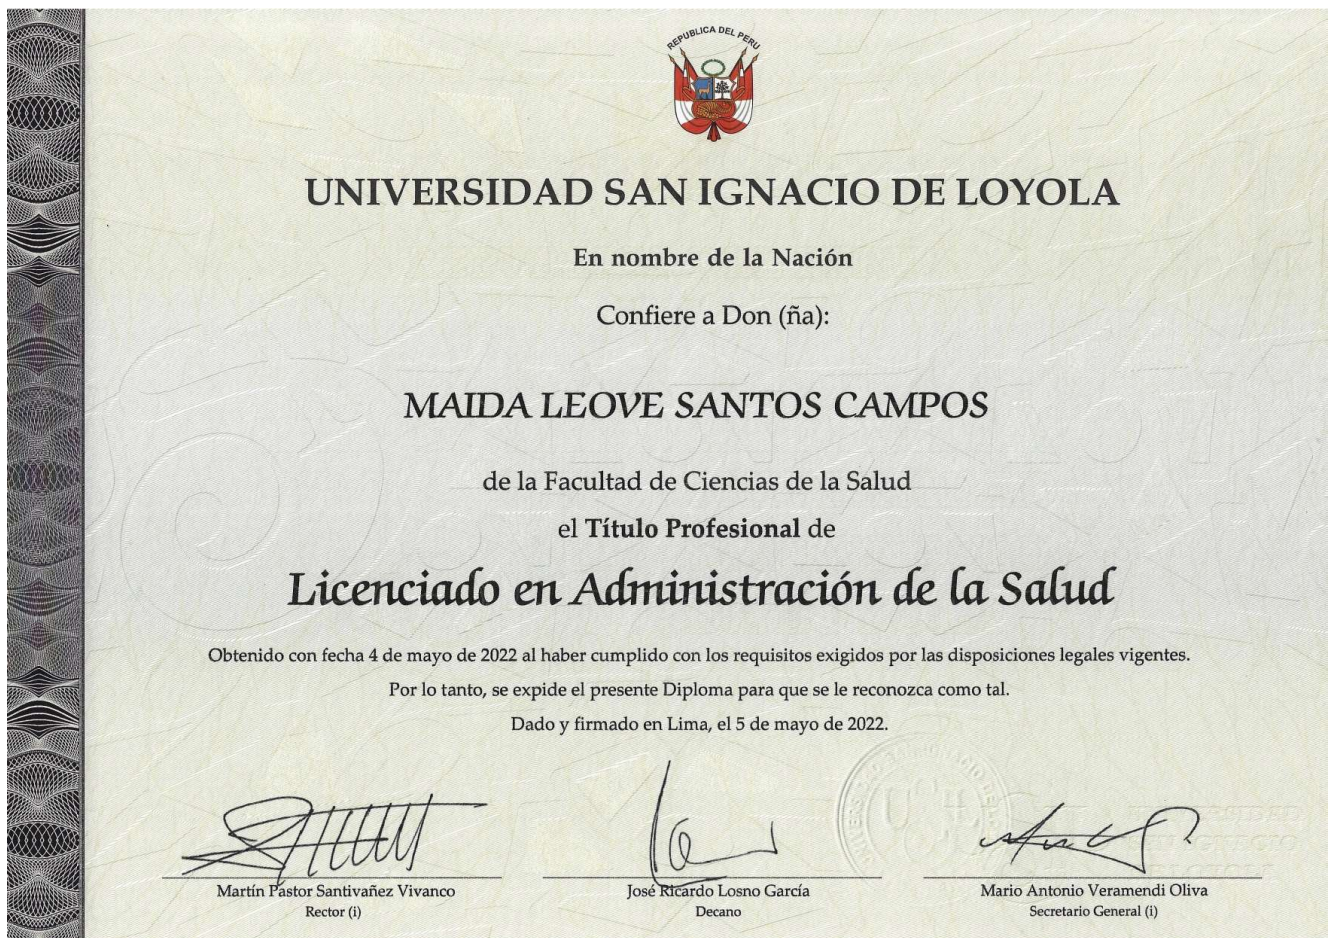 REPUBLICA DEL PERU
UNIVERSIDAD SAN IGNACIO DE LOYOLA
En nombre de la Nación
Confiere a Don (ña):
MAIDA LEOVE SANTOS CAMPOS
de la Facultad de Ciencias de la Salud
el Título Profesional de
Licenciado en Administración de la Salud
Obtenido con fecha 4 de mayo de 2022 al haber cumplido con los requisitos exigidos por las disposiciones legales vigentes.
Por lo tanto, se expide el presente Diploma para que se le reconozca como tal.
Dado y firmado en Lima, el 5 de mayo de 2022.
Martín Pastor Santivañez Vivanco
Rector (i)
José Ricardo Losno García
Decano
Mario Antonio Veramendi Oliva
Secretario General (i)